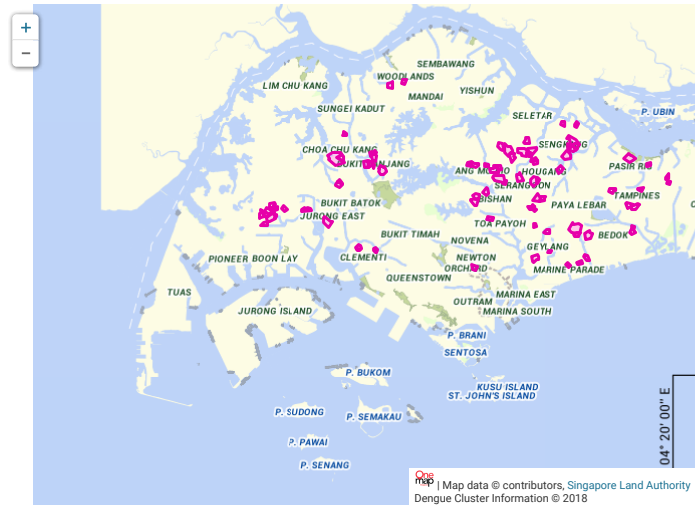 +
−
SEMBAWANG
WOODLANDS
LIM CHU KANG
YISHUN
MANDAI
SUNGEI KADUT
P. UBIN
SELETAR
CHOA CHU KANG
SENGKANG
BUKIT PANJANG
PASIR RIS
ANG MO KIO
HOUGANG
SERANGOON
TAMPINES
BISHAN
BUKIT BATOK
PAYA LEBAR
JURONG EAST
TOA PAYOH
BUKIT TIMAH
BEDOK
NOVENA
GEYLANG
PIONEER
BOON LAY
CLEMENTI
NEWTON
ORCHARD
MARINE PARADE
QUEENSTOWN
TUAS
MARINA EAST
OUTRAM
JURONG ISLAND
MARINA SOUTH
P. BRANI
SENTOSA
P. BUKOM
KUSU ISLAND
ST. JOHN'S ISLAND
P. SUDONG
P. SEMAKAU
P. PAWAI
P. SENANG
04° 20' 00" E
One map | Map data © contributors, Singapore Land Authority
Dengue Cluster Information © 2018